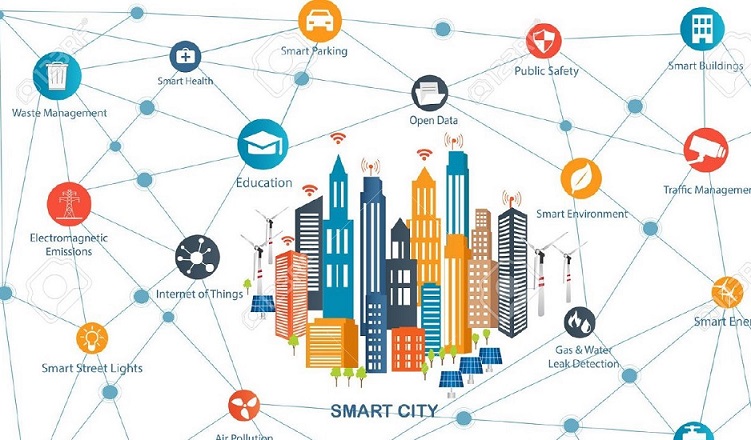 Smart Parking
Public Safety
Smart Buildings
Smart Health
Waste Management
Open Data
Education
Traffic Manageme
Smart Environment
Electromagnetic
Emissions
Internet of Things
Smart Ene
Gas & Water
Leak Detection
Smart Street Lights
SMART CITY
Air Pollution